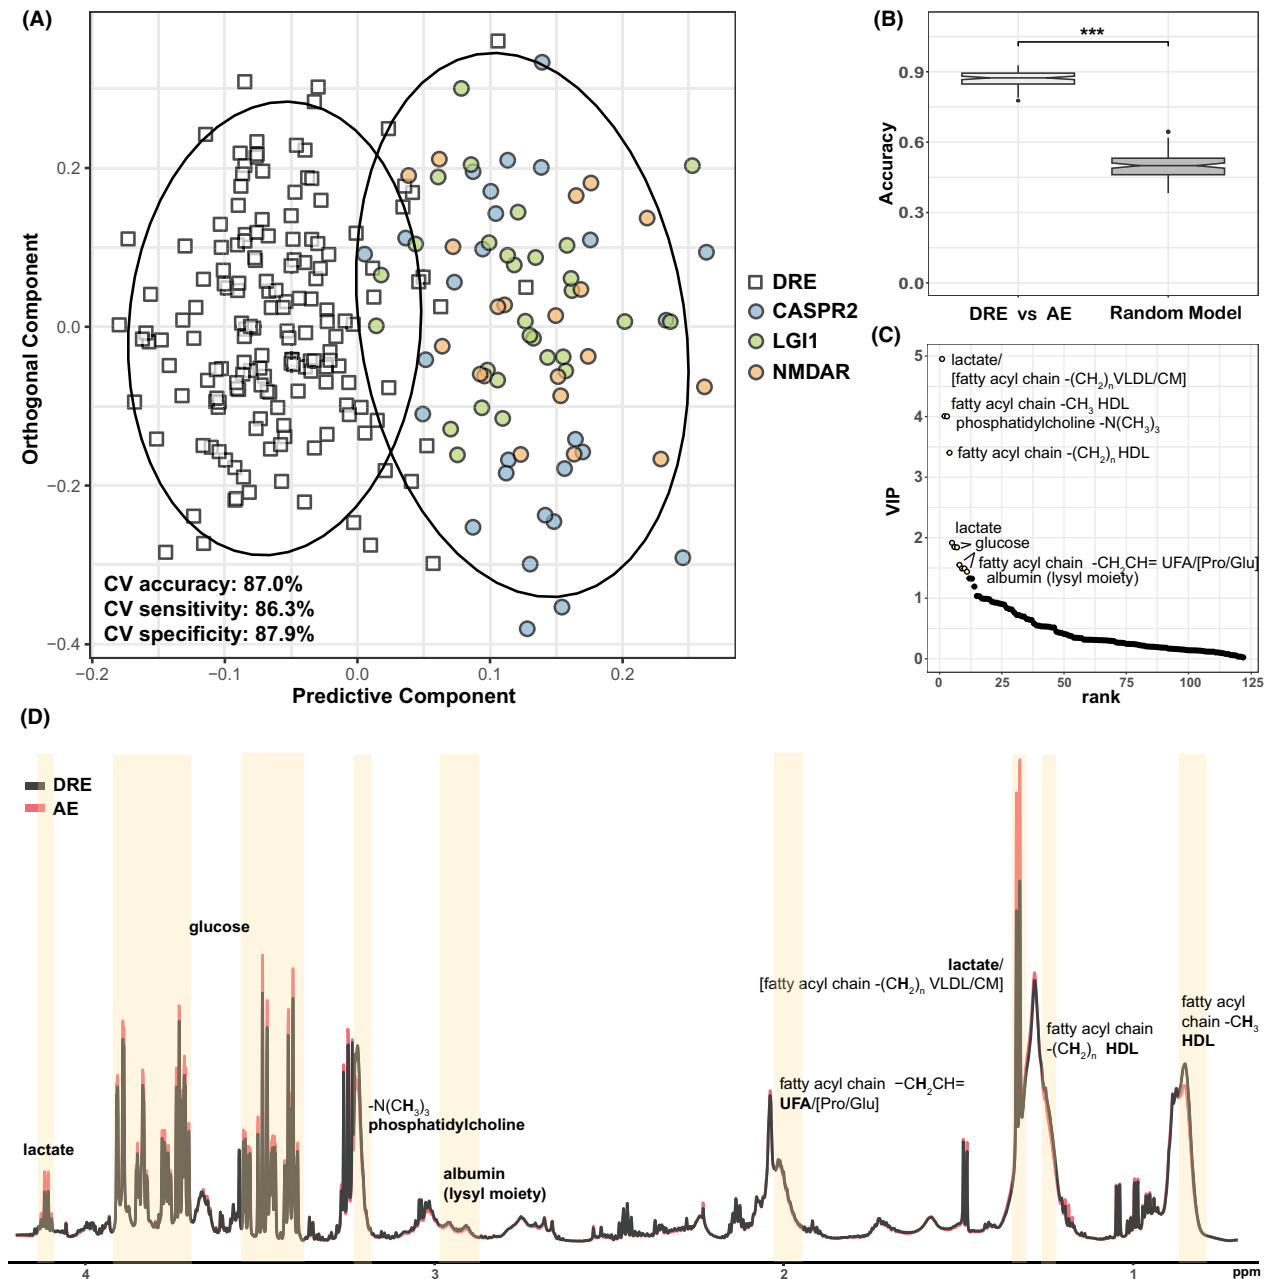 (A)
Orthogonal Component
0.2
0.0
−0.2
−0.4
−0.2
−0.1
0.0
0.1
0.2
Predictive Component
CV accuracy: 87.0%
CV sensitivity: 86.3%
CV specificity: 87.9%
DRE
CASPR2
LGI1
NMDAR
(B)
Accuracy
0.9
0.6
0.3
0.0
***
DRE vs AE
Random Model
(C)
VIP
5
4
3
2
1
0
lactate/
[fatty acyl chain -(CH2)nVLDL/CM]
fatty acyl chain -CH3 HDL
phosphatidylcholine -N(CH3)3
fatty acyl chain -(CH2)n HDL
lactate
glucose
fatty acyl chain -CH2CH= UFA/[Pro/Glu]
albumin (lysyl moiety)
0
25
50
75
100
125
rank
(D)
DRE
AE
lactate
glucose
-N(CH3)3
phosphatidylcholine
albumin
(lysyl moiety)
fatty acyl chain −CH2CH=
UFA/[Pro/Glu]
lactate/
[fatty acyl chain -(CH2)n VLDL/CM]
fatty acyl chain
-(CH2)n HDL
fatty acyl
chain -CH3
HDL
4
3
2
1
ppm